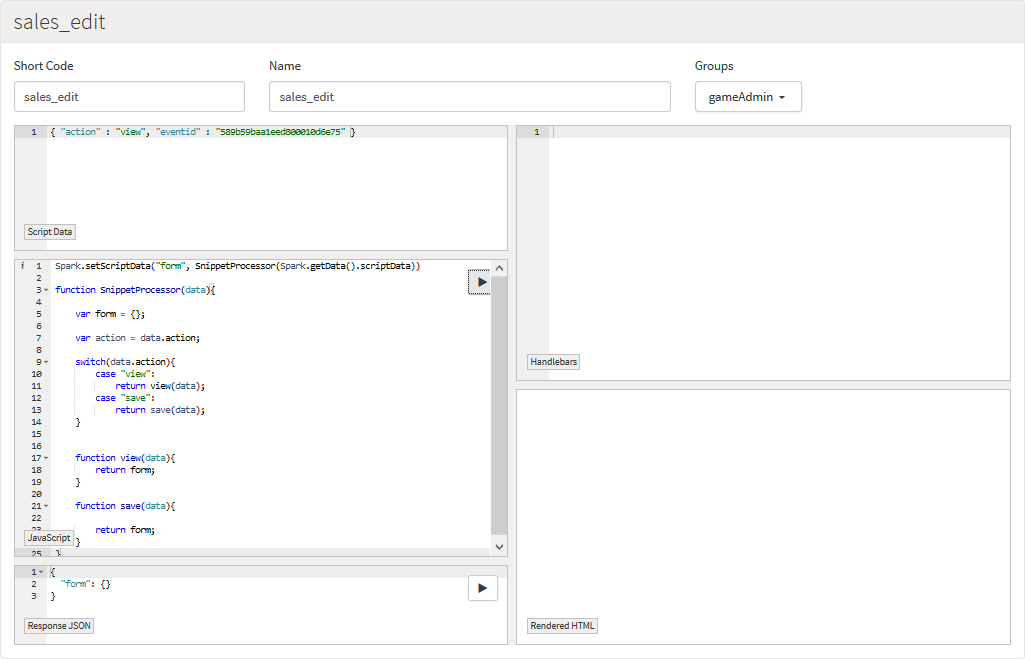 sales_edit
Short Code
Name
Groups
sales_edit
sales_edit
gameAdmin
1 { "action" : "view", "eventid" : "589b59baa1eed800010d6e75" }
Script Data
1
Handlebars
i 1 Spark.setScriptData("form", SnippetProcessor(Spark.getData().scriptData))
2
3 function SnippetProcessor(data){
4
5 var form = {};
6
7 var action = data.action;
8
9 switch(data.action){
10 case "view":
11 return view(data);
12 case "save":
13 return save(data);
14 }
15
16
17 function view(data){
18 return form;
19 }
20
21 function save(data){
22
23 return form;
JavaScript }
25 }
1 {
2 "form": {}
3 }
Response JSON
Rendered HTML